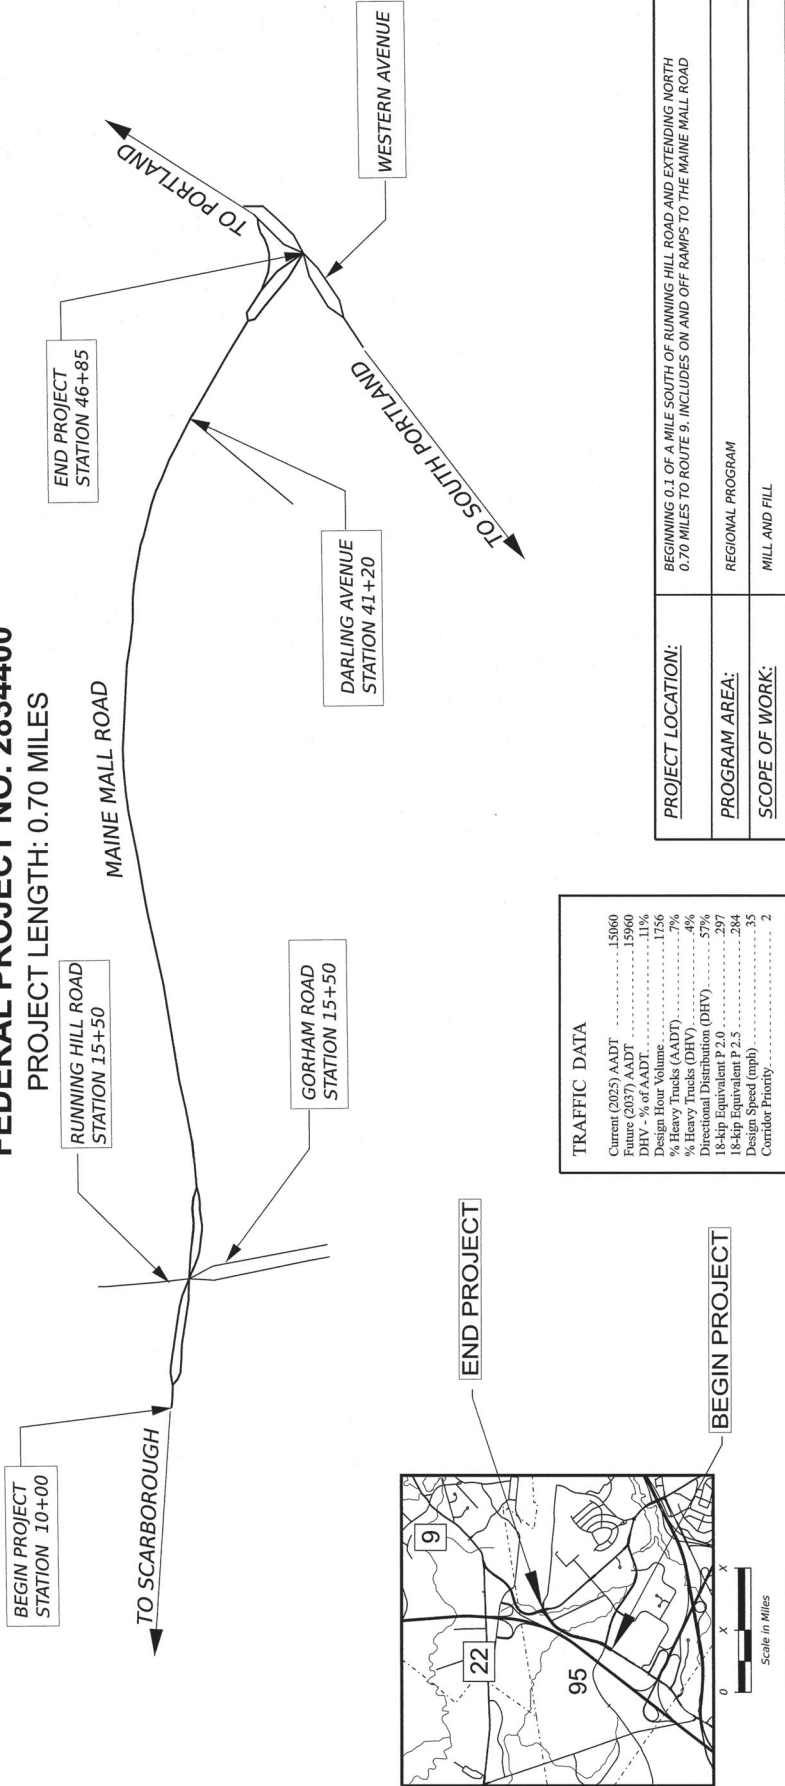 PROJECT LENGTH: 0.70 MILES
BEGIN PROJECT
STATION 10+00
TO SCARBOROUGH
RUNNING HILL ROAD
STATION 15+50
GORHAM ROAD
STATION 15+50
MAINE MALL ROAD
DARLING AVENUE
STATION 41+20
END PROJECT
STATION 46+85
TO PORTLAND
TO SOUTH PORTLAND
WESTERN AVENUE
9
22
95
END PROJECT
BEGIN PROJECT
0 X X
Scale in Miles
TRAFFIC DATA
Current (2025) AADT 15060
Future (2037) AADT 15960
DHV - % of AADT 11%
Design Hour Volume 1756
% Heavy Trucks (AADT) 7%
% Heavy Trucks (DHV) 4%
Directional Distribution (DHV) 57%
18-kip Equivalent P 2.0 297
18-kip Equivalent P 2.5 284
Design Speed (mph) 35
Corridor Priority 2
PROJECT LOCATION: BEGINNING 0.1 OF A MILE SOUTH OF RUNNING HILL ROAD AND EXTENDING NORTH
0.70 MILES TO ROUTE 9. INCLUDES ON AND OFF RAMPS TO THE MAINE MALL ROAD
PROGRAM AREA: REGIONAL PROGRAM
SCOPE OF WORK: MILL AND FILL